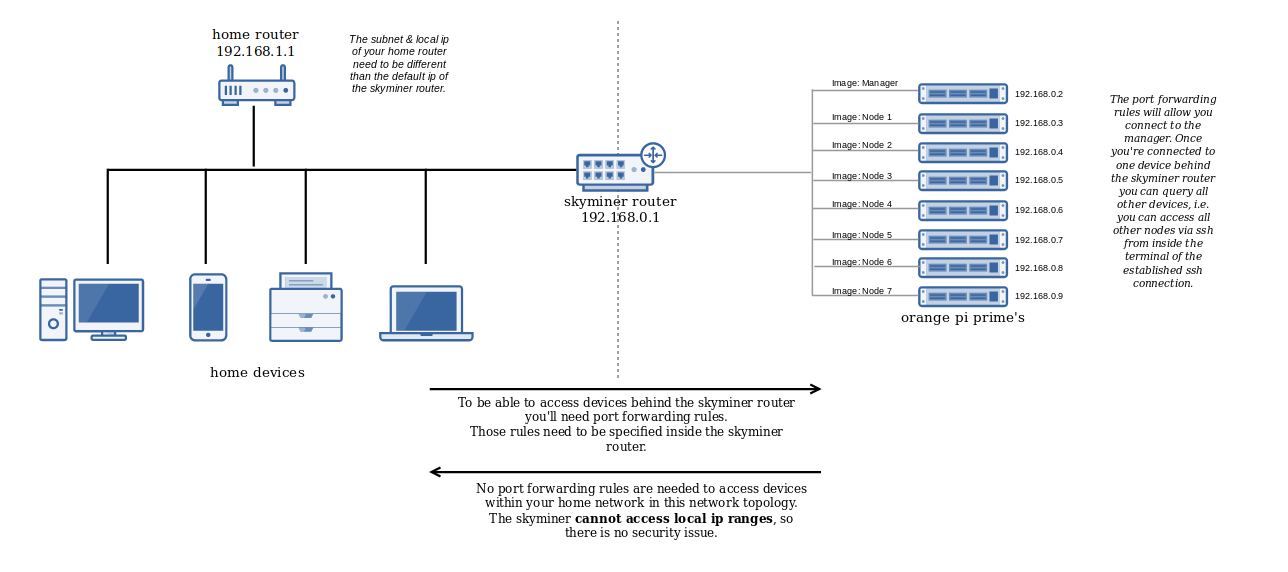 home router
192.168.1.1
The subnet & local ip
of your home router
need to be different
than the default ip of
the skyminer router.
skyminer router
192.168.0.1
home devices
Image: Manager
192.168.0.2
Image: Node 1
192.168.0.3
Image: Node 2
192.168.0.4
Image: Node 3
192.168.0.5
Image: Node 4
192.168.0.6
Image: Node 5
192.168.0.7
Image: Node 6
192.168.0.8
Image: Node 7
192.168.0.9
orange pi prime's
The port forwarding
rules will allow you
connect to the
manager. Once
you're connected to
one device behind
the skyminer router
you can query all
other devices, i.e.
you can access all
other nodes via ssh
from inside the
terminal of the
established ssh
connection.
To be able to access devices behind the skyminer router
you'll need port forwarding rules.
Those rules need to be specified inside the skyminer
router.
No port forwarding rules are needed to access devices
within your home network in this network topology.
The skyminer cannot access local ip ranges, so
there is no security issue.